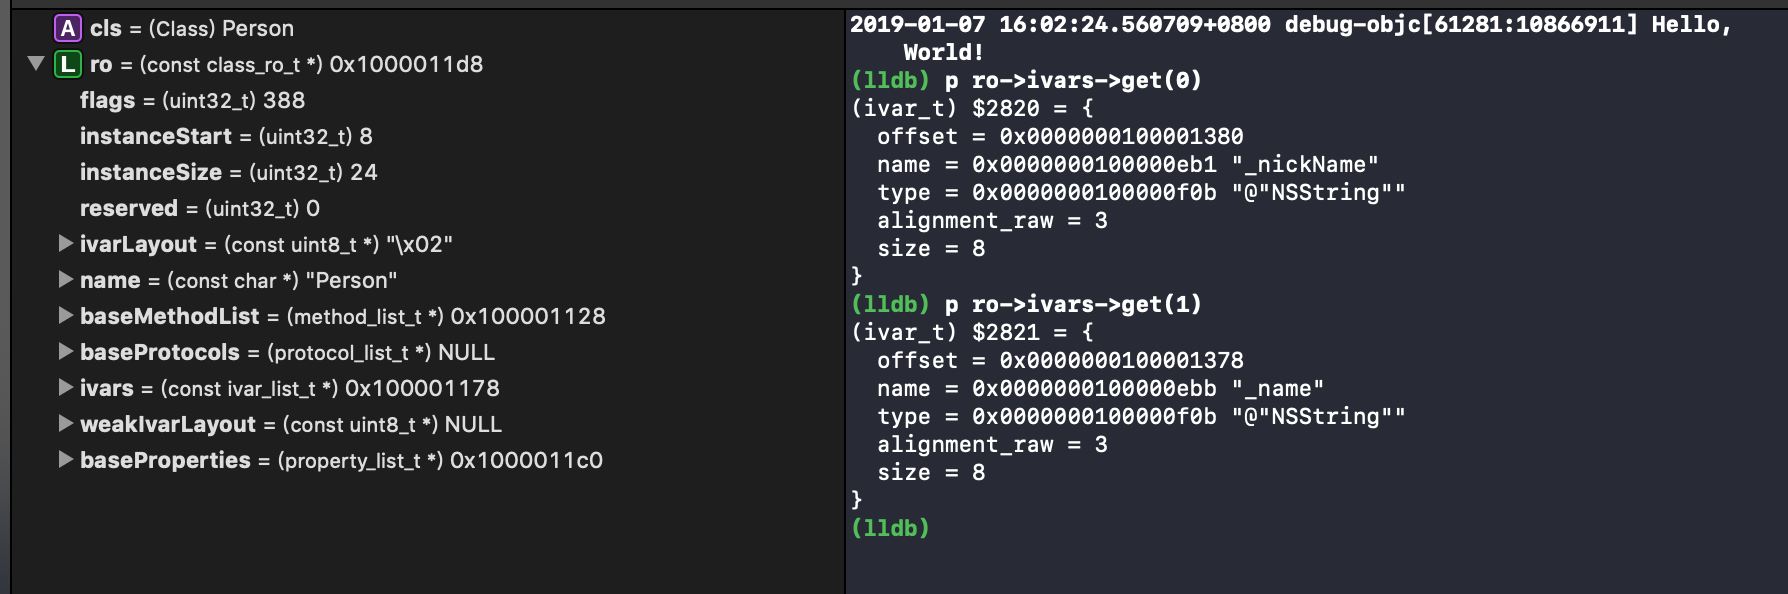 A cls = (Class) Person
L ro = (const class_ro_t *) 0x1000011d8
flags = (uint32_t) 388
instanceStart = (uint32_t) 8
instanceSize = (uint32_t) 24
reserved = (uint32_t) 0
ivarLayout = (const uint8_t *) "\x02"
name = (const char *) "Person"
baseMethodList = (method_list_t *) 0x100001128
baseProtocols = (protocol_list_t *) NULL
ivars = (const ivar_list_t *) 0x100001178
weakIvarLayout = (const uint8_t *) NULL
baseProperties = (property_list_t *) 0x1000011c0
2019-01-07 16:02:24.560709+0800 debug-objc[61281:10866911] Hello,
World!
(lldb) p ro->ivars->get(0)
(ivar_t) $2820 = {
offset = 0x0000000100001380
name = 0x0000000100000eb1 "_nickName"
type = 0x0000000100000f0b "@"NSString""
alignment_raw = 3
size = 8
}
(lldb) p ro->ivars->get(1)
(ivar_t) $2821 = {
offset = 0x0000000100001378
name = 0x0000000100000ebb "_name"
type = 0x0000000100000f0b "@"NSString""
alignment_raw = 3
size = 8
}
(lldb)